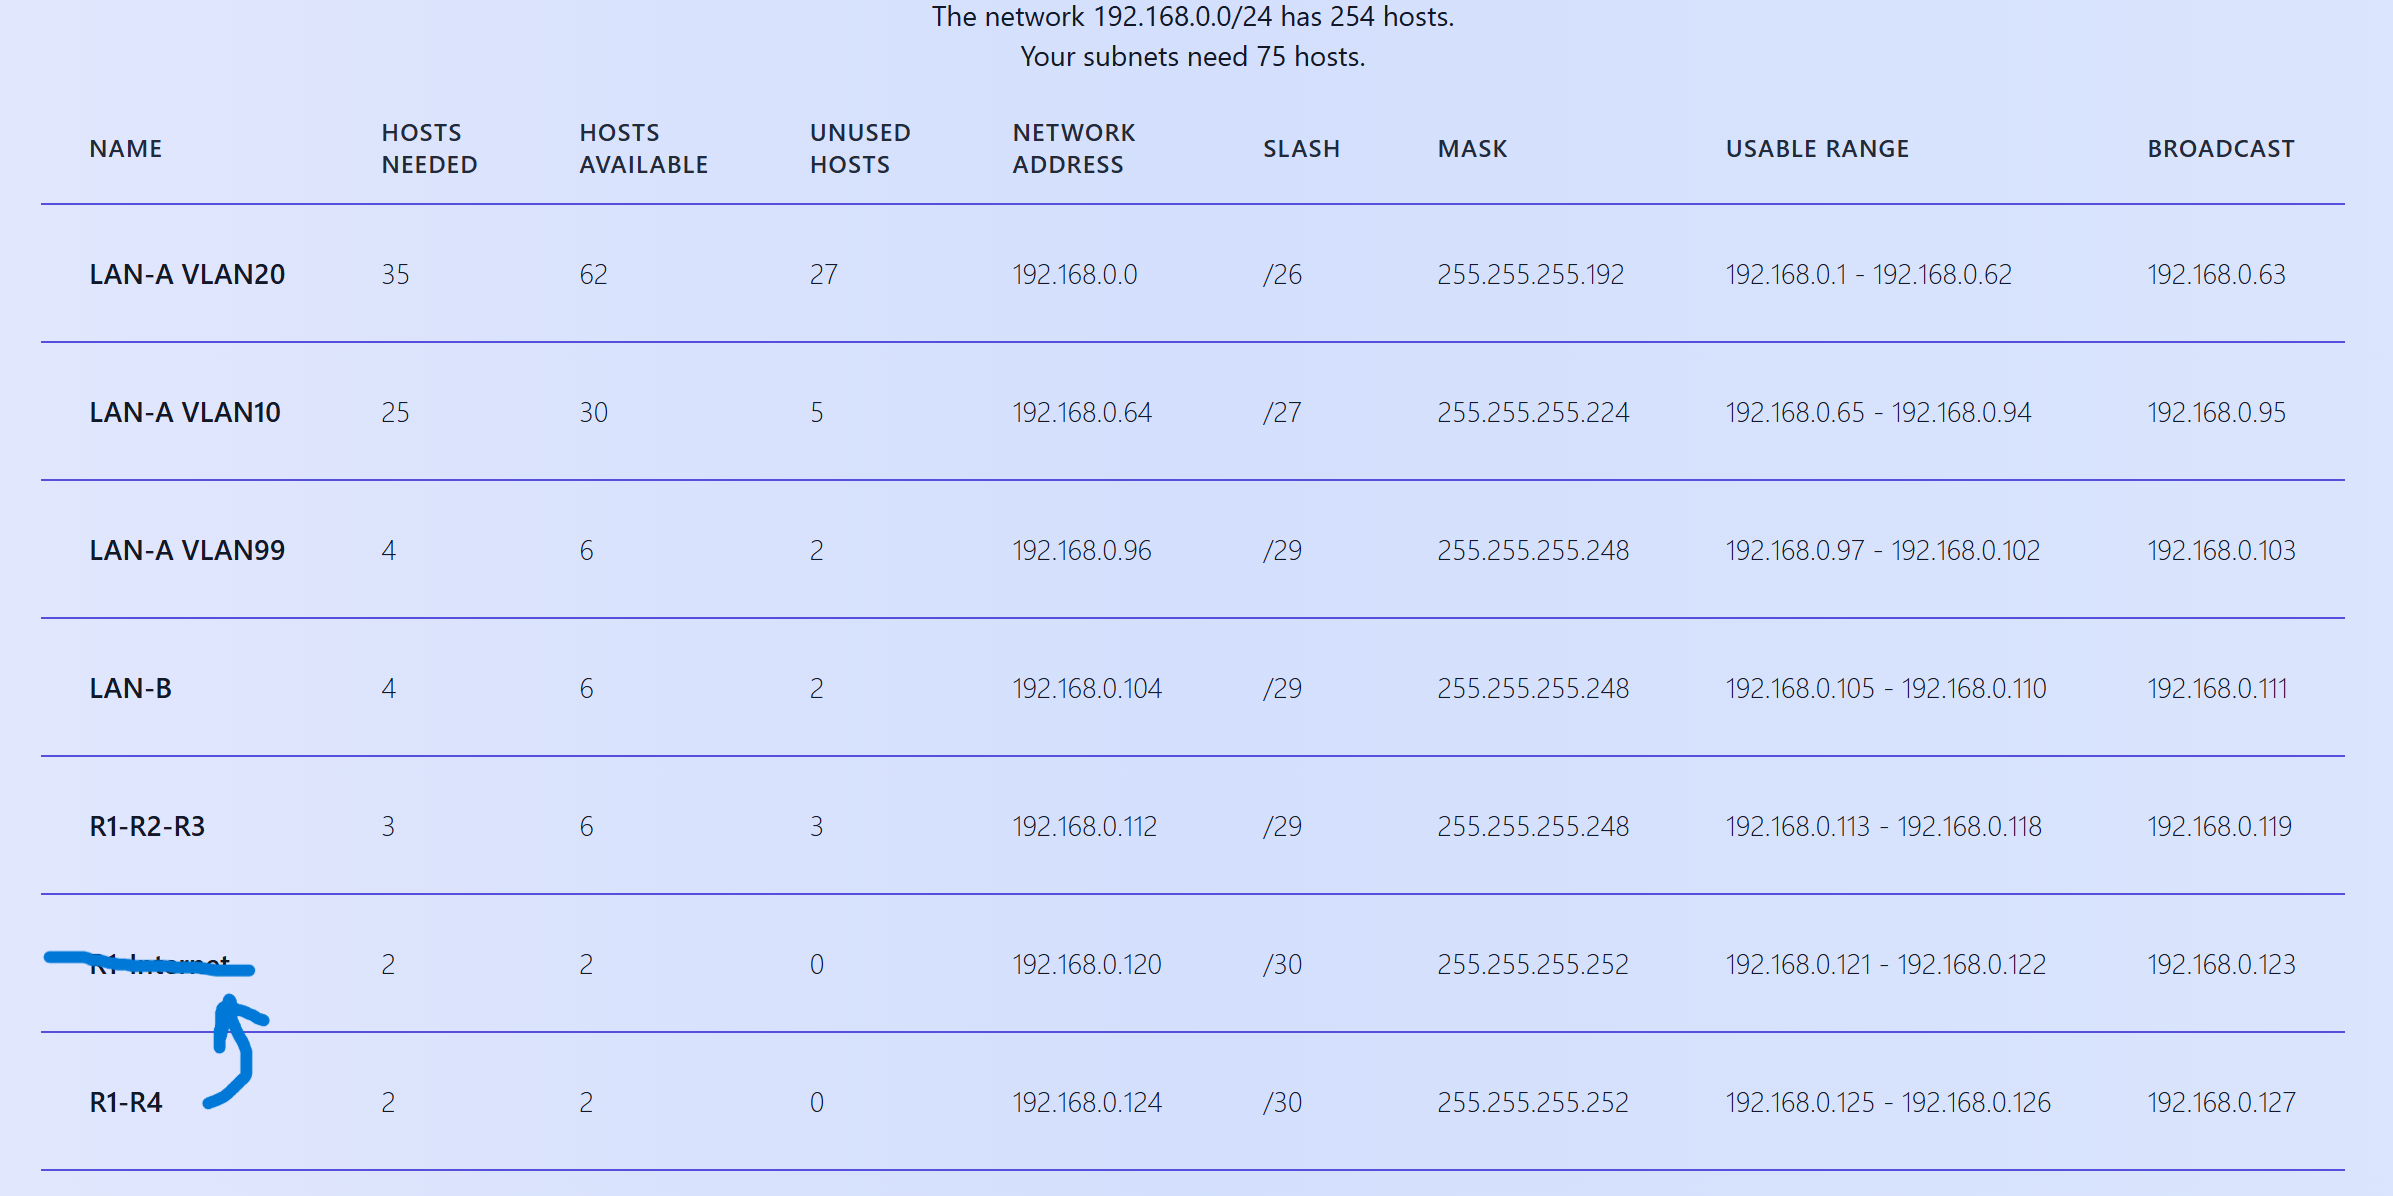 The network 192.168.0.0/24 has 254 hosts.
Your subnets need 75 hosts.
NAME HOSTS NEEDED HOSTS AVAILABLE UNUSED HOSTS NETWORK ADDRESS SLASH MASK USABLE RANGE BROADCAST
LAN-A VLAN20 35 62 27 192.168.0.0 /26 255.255.255.192 192.168.0.1 - 192.168.0.62 192.168.0.63
LAN-A VLAN10 25 30 5 192.168.0.64 /27 255.255.255.224 192.168.0.65 - 192.168.0.94 192.168.0.95
LAN-A VLAN99 4 6 2 192.168.0.96 /29 255.255.255.248 192.168.0.97 - 192.168.0.102 192.168.0.103
LAN-B 4 6 2 192.168.0.104 /29 255.255.255.248 192.168.0.105 - 192.168.0.110 192.168.0.111
R1-R2-R3 3 6 3 192.168.0.112 /29 255.255.255.248 192.168.0.113 - 192.168.0.118 192.168.0.119
R1-Internet 2 2 0 192.168.0.120 /30 255.255.255.252 192.168.0.121 - 192.168.0.122 192.168.0.123
R1-R4 2 2 0 192.168.0.124 /30 255.255.255.252 192.168.0.125 - 192.168.0.126 192.168.0.127